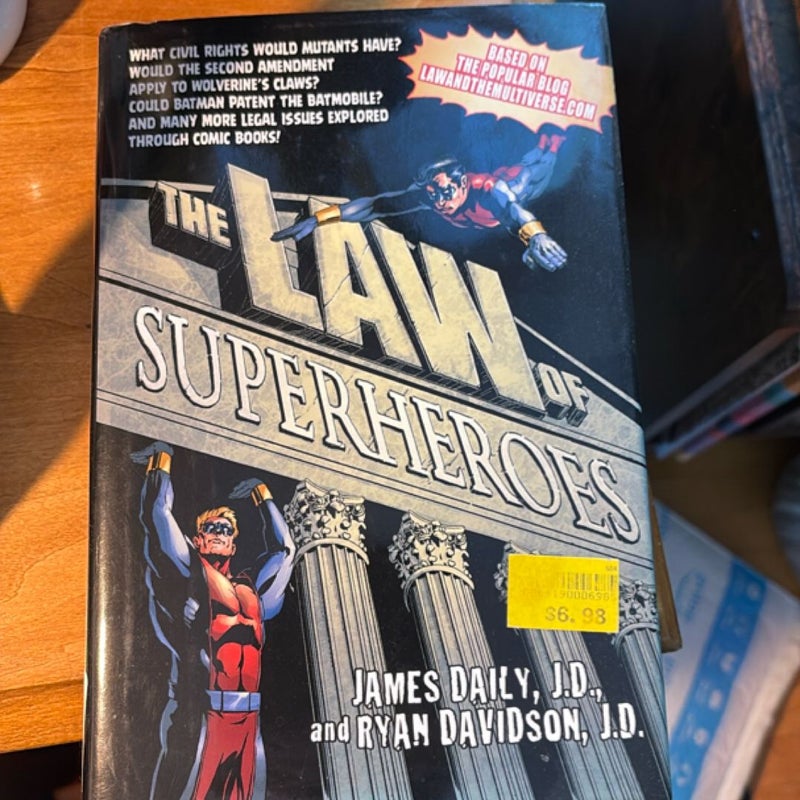 WHAT CIVIL RIGHTS WOULD MUTANTS HAVE?
WOULD THE SECOND AMENDMENT
APPLY TO WOLVERINE'S CLAWS?
COULD BATMAN PATENT THE BATMOBILE?
AND MANY MORE LEGAL ISSUES EXPLORED
THROUGH COMIC BOOKS!
BASED ON
THE POPULAR BLOG
LAWANDTHEMULTIVERSE.COM
THE LAW OF
SUPERHEROES
$6.98
JAMES DAILY, J.D.,
and RYAN DAVIDSON, J.D.